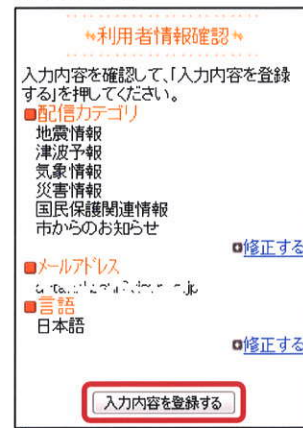 利用者情報確認
入力内容を確認して、「入力内容を登録
する」を押してください。
■配信カテゴリ
地震情報
津波予報
気象情報
災害情報
国民保護関連情報
市からのお知らせ
修正する
■メールアドレス
■言語
日本語
修正する
入力内容を登録する